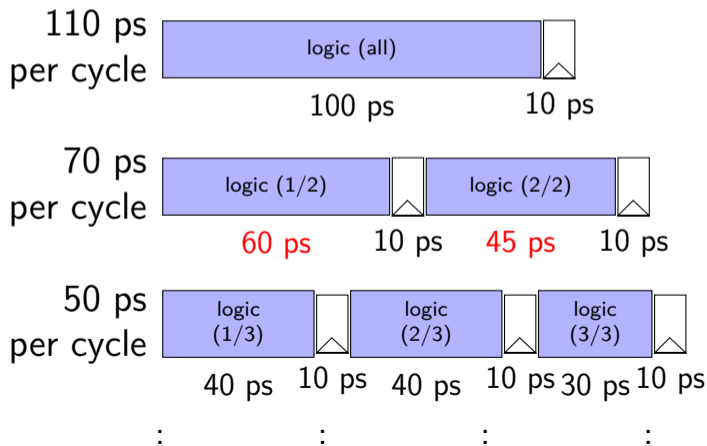 110 ps
per cycle
logic (all)
100 ps
10 ps
70 ps
per cycle
logic (1/2)
logic (2/2)
60 ps
10 ps
45 ps
10 ps
50 ps
per cycle
logic
(1/3)
logic
(2/3)
logic
(3/3)
40 ps
10 ps
40 ps
10 ps
30 ps
10 ps